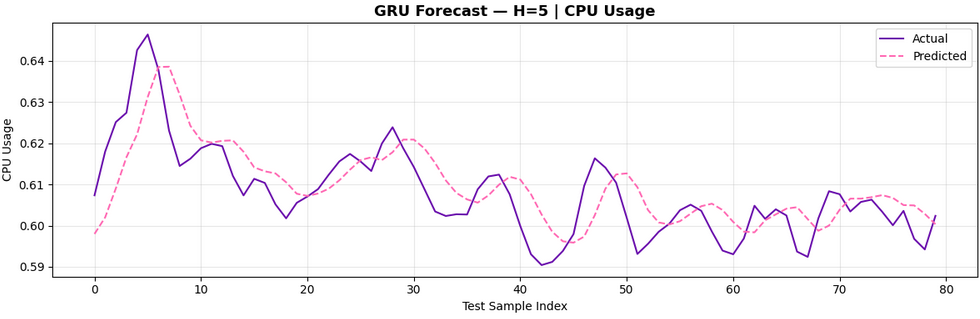 GRU Forecast — H=5 | CPU Usage
Actual
Predicted
CPU Usage
0.64
0.63
0.62
0.61
0.60
0.59
0 10 20 30 40 50 60 70 80
Test Sample Index